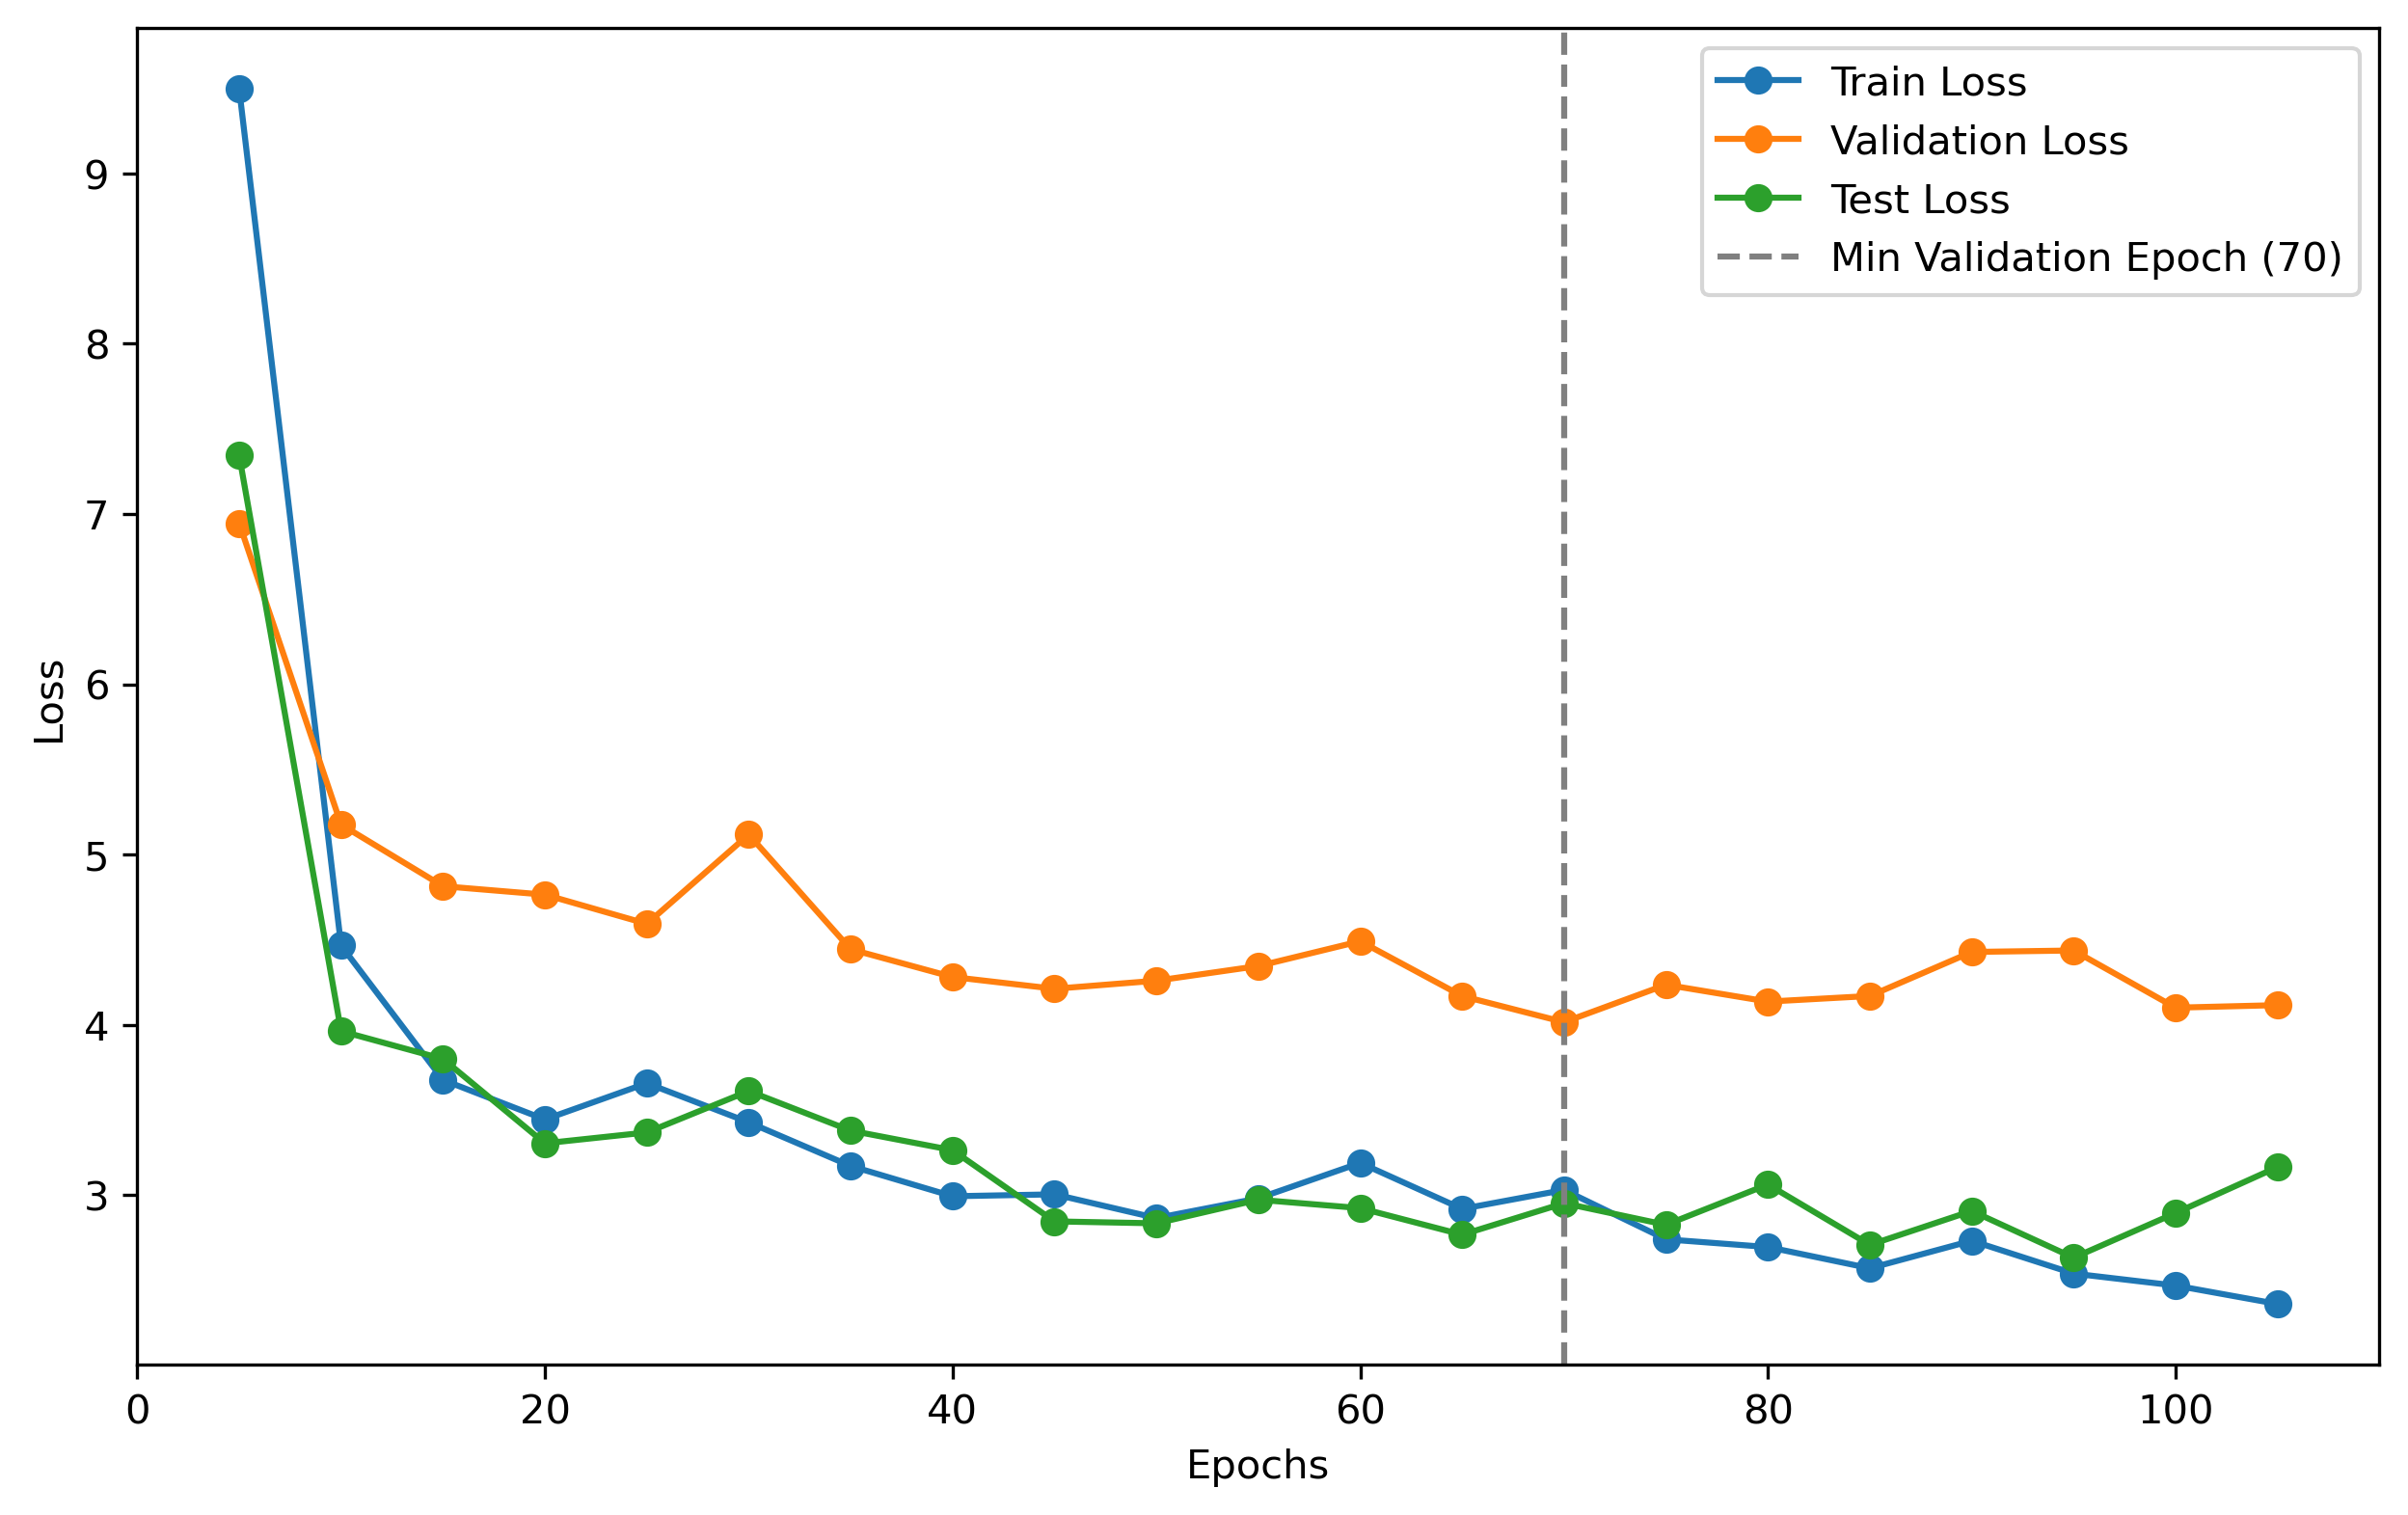 Train Loss
Validation Loss
Test Loss
Min Validation Epoch (70)
9
8
7
6
5
4
3
Loss
0 20 40 60 80 100
Epochs